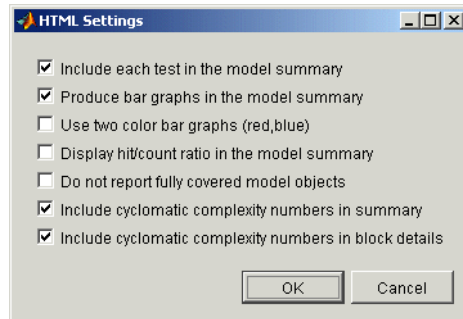 HTML Settings
Include each test in the model summary
Produce bar graphs in the model summary
Use two color bar graphs (red,blue)
Display hit/count ratio in the model summary
Do not report fully covered model objects
Include cyclomatic complexity numbers in summary
Include cyclomatic complexity numbers in block details
OK
Cancel